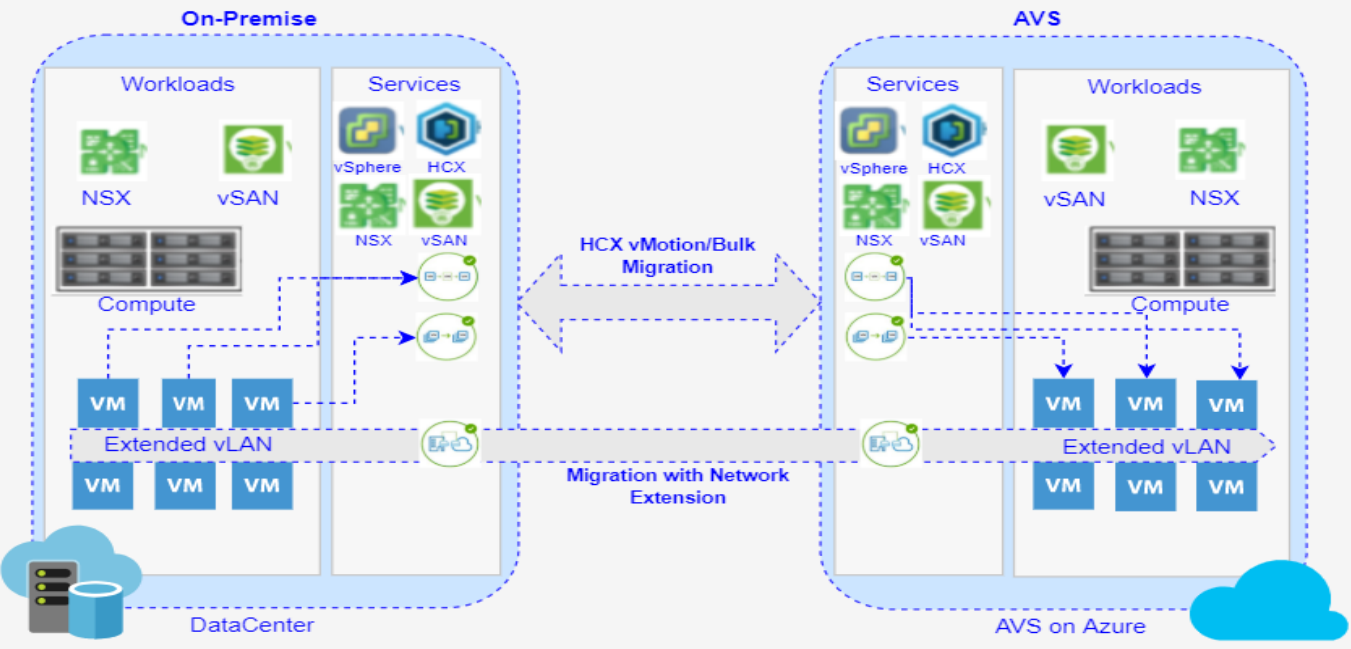 On-Premise
Workloads
Services
NSX
vSAN
vSphere
HCX
NSX
vSAN
Compute
VM
VM
VM
Extended vLAN
VM
VM
VM
DataCenter
HCX vMotion/Bulk
Migration
Migration with Network
Extension
AVS
Services
Workloads
vSphere
HCX
NSX
vSAN
vSAN
NSX
Compute
VM
VM
VM
Extended vLAN
VM
VM
VM
AVS on Azure